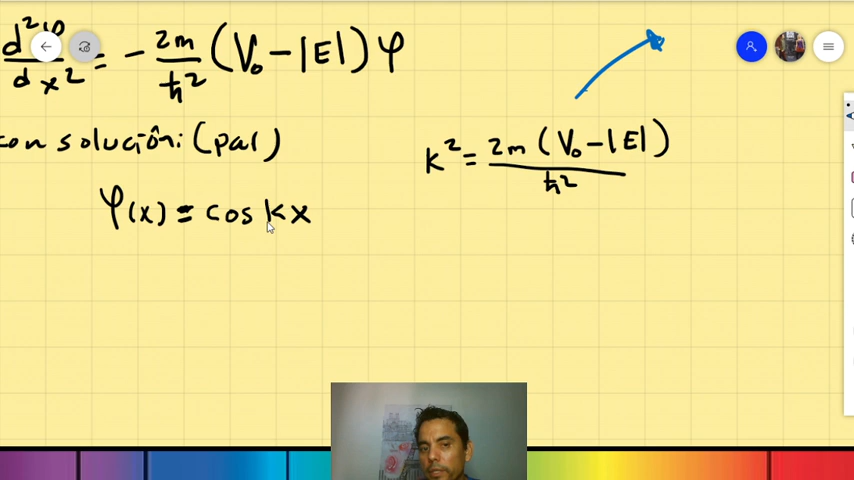 d²φ/dx² = - 2m/ħ² (V₀ - |E|) φ
con solución: (par)
k² = 2m (V₀ - |E|)/ħ²
φ(x) = cos kx